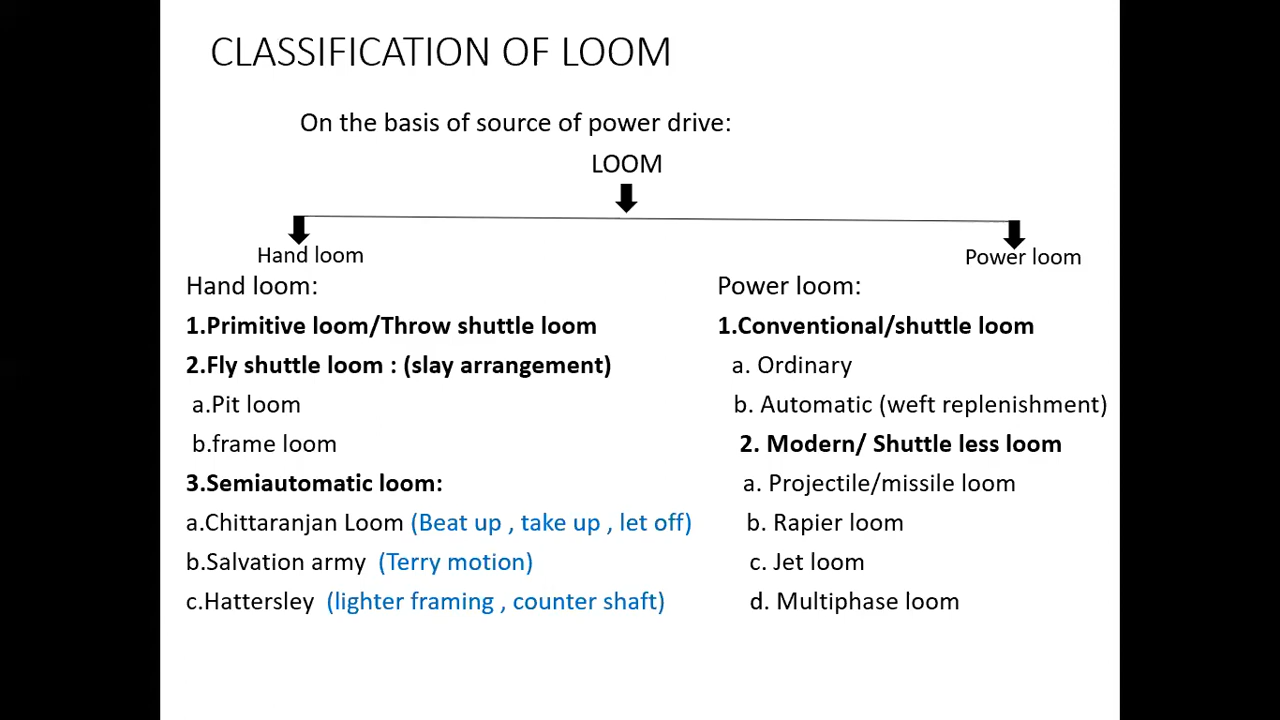 CLASSIFICATION OF LOOM
On the basis of source of power drive:
LOOM
Hand loom
Power loom
Hand loom:
1.Primitive loom/Throw shuttle loom
2.Fly shuttle loom : (slay arrangement)
a.Pit loom
b.frame loom
3.Semiautomatic loom:
a.Chittaranjan Loom (Beat up , take up , let off)
b.Salvation army (Terry motion)
c.Hattersley (lighter framing , counter shaft)
Power loom:
1.Conventional/shuttle loom
a. Ordinary
b. Automatic (weft replenishment)
2. Modern/ Shuttle less loom
a. Projectile/missile loom
b. Rapier loom
c. Jet loom
d. Multiphase loom